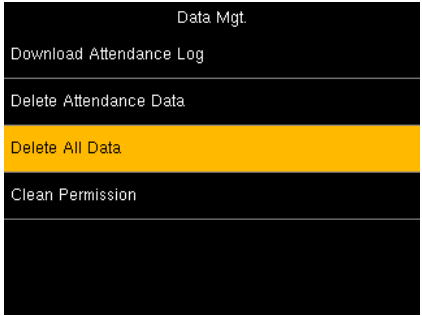 Data Mgt.
Download Attendance Log
Delete Attendance Data
Delete All Data
Clean Permission